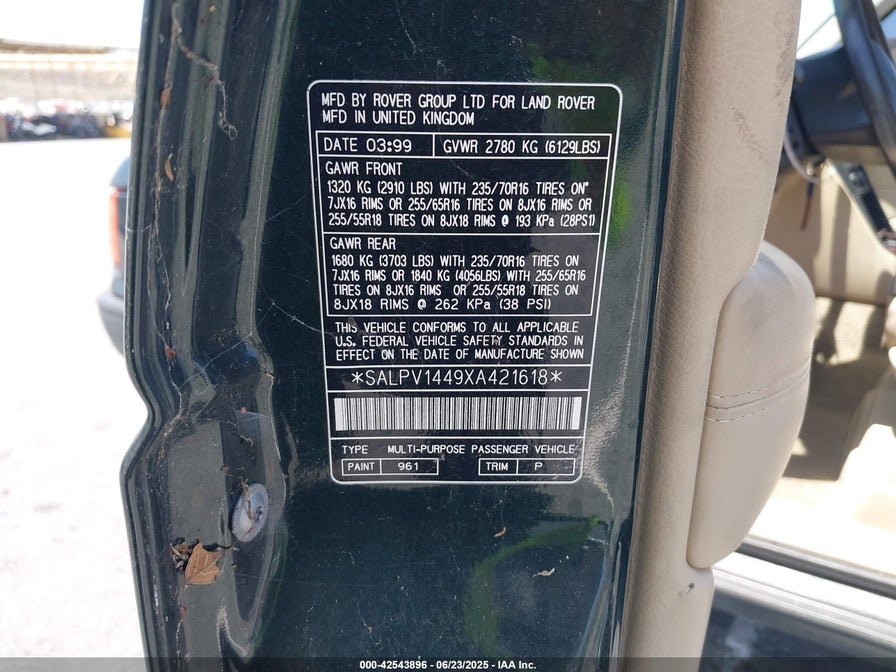 MFD BY ROVER GROUP LTD FOR LAND ROVER
MFD IN UNITED KINGDOM
DATE 03:99 GVWR 2780 KG (6129LBS)
GAWR FRONT
1320 KG (2910 LBS) WITH 235/70R16 TIRES ON"
7JX16 RIMS OR 255/65R16 TIRES ON 8JX16 RIMS OR
255/55R18 TIRES ON 8JX18 RIMS @ 193 KPa (28PS1)
GAWR REAR
1680 KG (3703 LBS) WITH 235/70R16 TIRES ON
7JX16 RIMS OR 1840 KG (4056LBS) WITH 255/65R16
TIRES ON 8JX16 RIMS OR 255/55R18 TIRES ON
8JX18 RIMS @ 262 KPa (38 PSI)
THIS VEHICLE CONFORMS TO ALL APPLICABLE
U.S. FEDERAL VEHICLE SAFETY STANDARDS IN
EFFECT ON THE DATE OF MANUFACTURE SHOWN
*SALPV1449XA421618*
TYPE MULTI-PURPOSE PASSENGER VEHICLE
PAINT 961 TRIM P
000-42543896 - 06/23/2025 - IAA Inc.